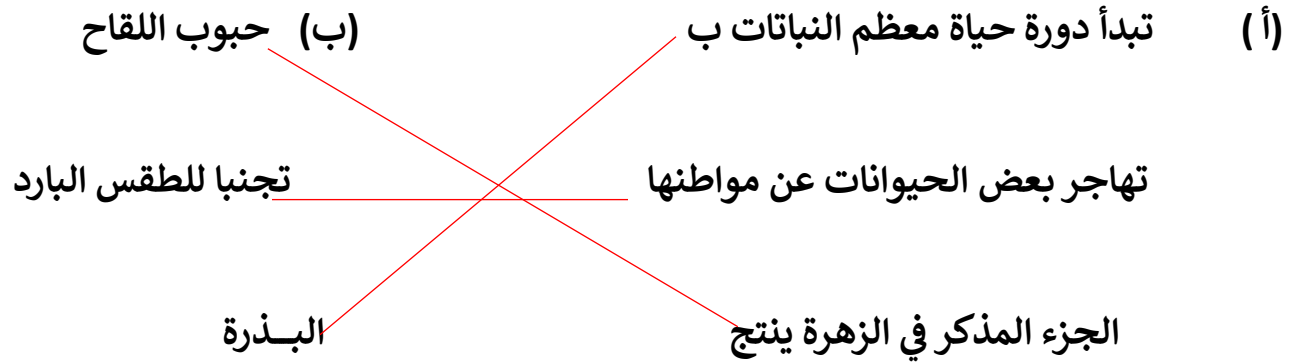 (أ) تبدأ دورة حياة معظم النباتات ب (ب) حبوب اللقاح
تهاجر بعض الحيوانات عن مواطنها تجنبا للطقس البارد
الجزء المذكر في الزهرة ينتج البــذرة